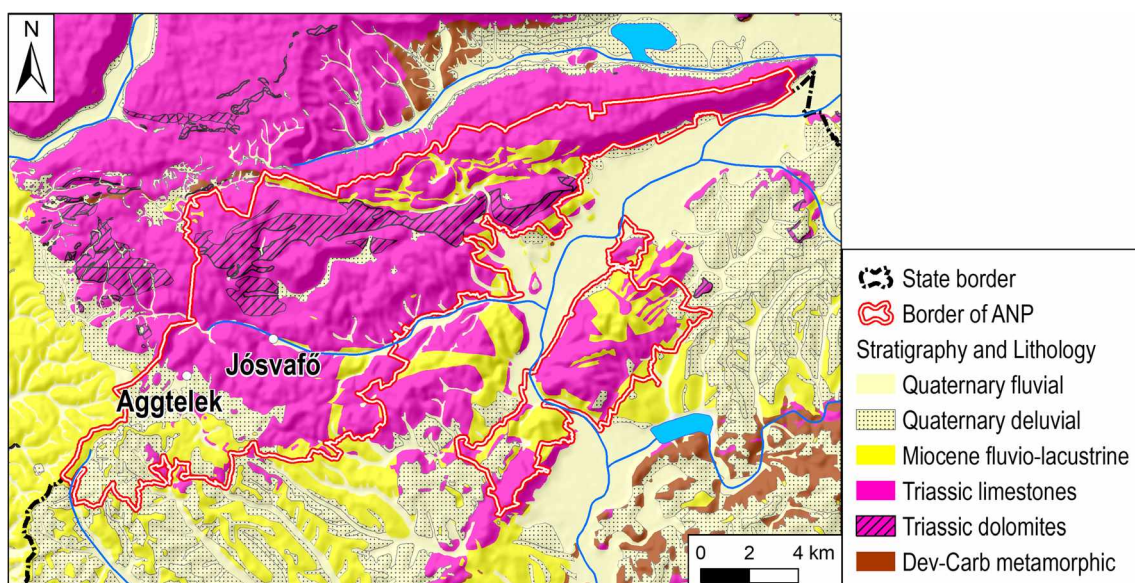 N
Jósvafő
Aggtelek
0 2 4 km
State border
Border of ANP
Stratigraphy and Lithology
Quaternary fluvial
Quaternary deluvial
Miocene fluvio-lacustrine
Triassic limestones
Triassic dolomites
Dev-Carb metamorphic